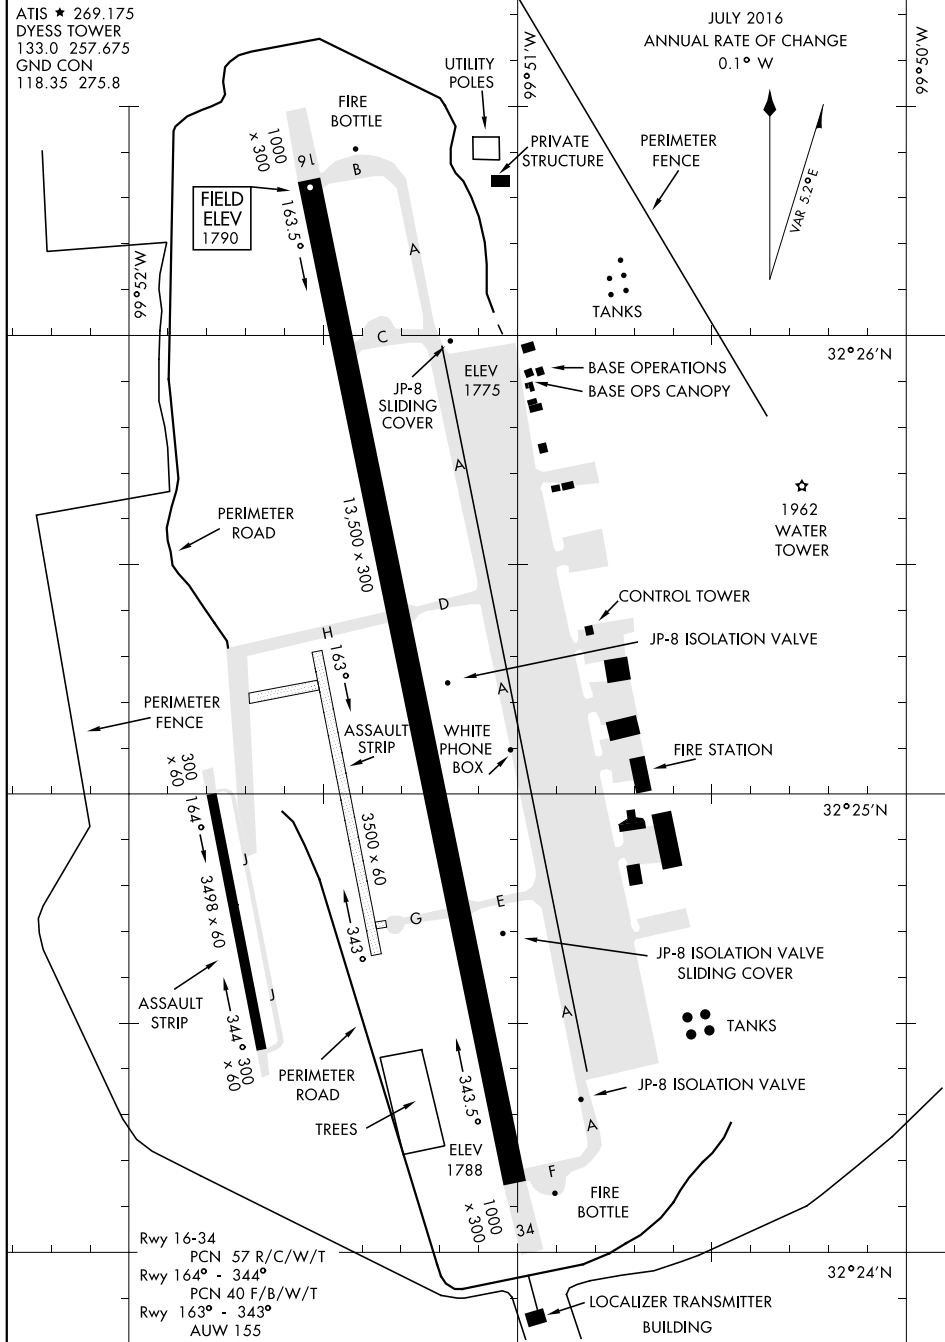 ATIS ★ 269.175
DYESS TOWER
133.0 257.675
GND CON
118.35 275.8
JULY 2016
ANNUAL RATE OF CHANGE
0.1° W
VAR 5.2°E
99°51'W
99°50'W
99°52'W
UTILITY
POLES
FIRE
BOTTLE
PRIVATE
STRUCTURE
PERIMETER
FENCE
1000
x 300
16
B
FIELD
ELEV
1790
163.5°
A
TANKS
C
32°26'N
JP-8
SLIDING
COVER
ELEV
1775
BASE OPERATIONS
BASE OPS CANOPY
A
1962
WATER
TOWER
PERIMETER
ROAD
13,500 x 300
D
CONTROL TOWER
H
163°
JP-8 ISOLATION VALVE
A
PERIMETER
FENCE
ASSAULT
STRIP
WHITE
PHONE
BOX
FIRE STATION
300
x 60
164°
32°25'N
3500 x 60
J
3498 x 60
G
E
343°
JP-8 ISOLATION VALVE
SLIDING COVER
ASSAULT
STRIP
J
A
TANKS
344°
300
x 60
PERIMETER
ROAD
343.5°
JP-8 ISOLATION VALVE
TREES
A
ELEV
1788
F
FIRE
BOTTLE
1000
x 300
34
Rwy 16-34
PCN 57 R/C/W/T
Rwy 164° - 344°
PCN 40 F/B/W/T
Rwy 163° - 343°
AUW 155
32°24'N
LOCALIZER TRANSMITTER
BUILDING